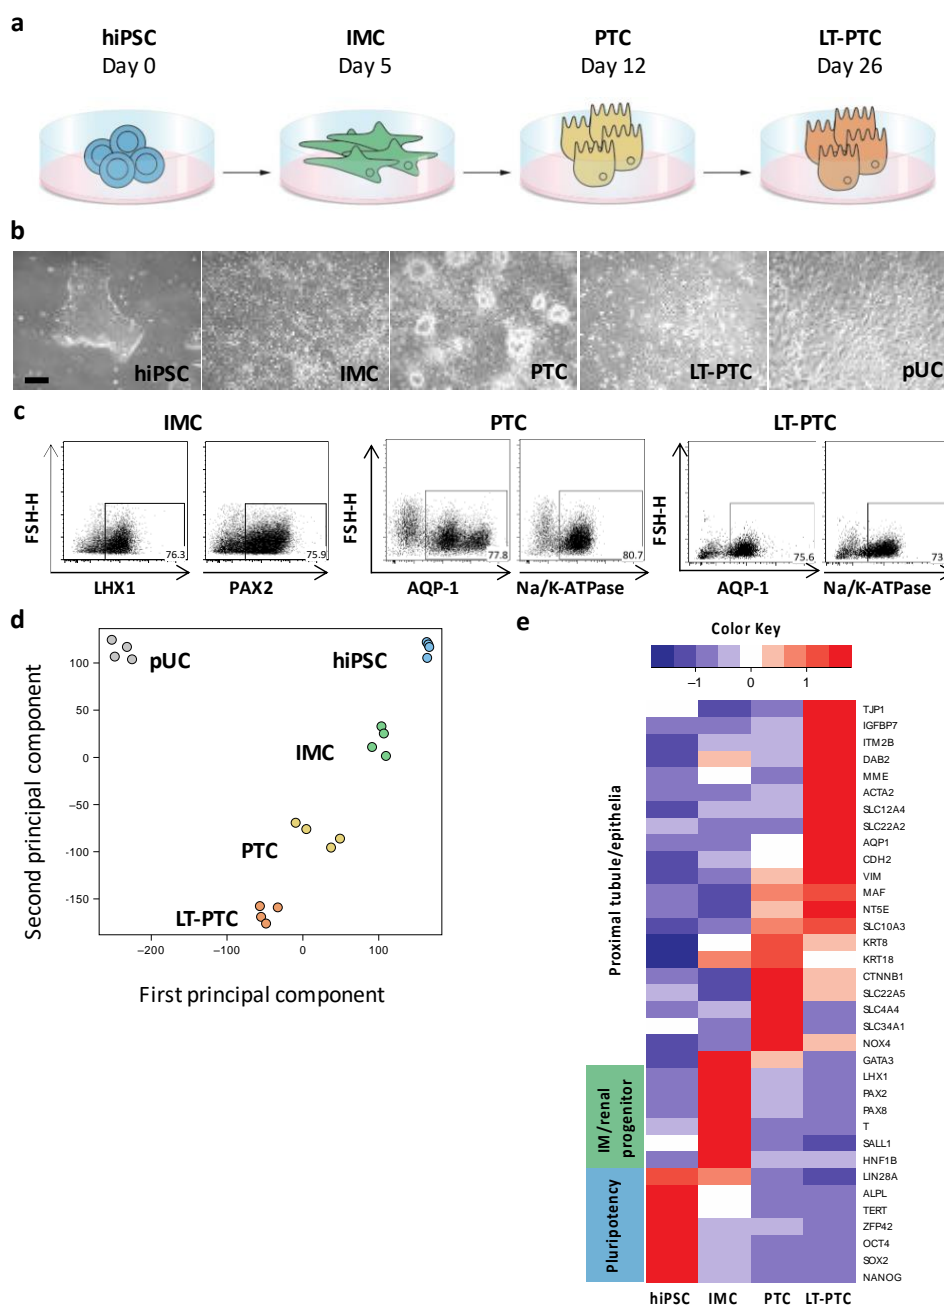 a
hiPSC IMC PTC LT-PTC
Day 0 Day 5 Day 12 Day 26
b
hiPSC IMC PTC LT-PTC pUC
c
IMC PTC LT-PTC
FSH-H FSH-H FSH-H
76.3 75.9 77.8 80.7 75.6 73
LHX1 PAX2 AQP-1 Na/K-ATPase AQP-1 Na/K-ATPase
d
Second principal component
100
50
0
−50
−100
−150
pUC hiPSC
IMC
PTC
LT-PTC
−200 −100 0 100
First principal component
e
Color Key
−1 0 1
Proximal tubule/epithelia
TJP1
IGFBP7
ITM2B
DAB2
MME
ACTA2
SLC12A4
SLC22A2
AQP1
CDH2
VIM
MAF
NT5E
SLC10A3
KRT8
KRT18
CTNNB1
SLC22A5
SLC4A4
SLC34A1
NOX4
GATA3
IM/renal
progenitor
LHX1
PAX2
PAX8
T
SALL1
HNF1B
Pluripotency
LIN28A
ALPL
TERT
ZFP42
OCT4
SOX2
NANOG
hiPSC IMC PTC LT-PTC